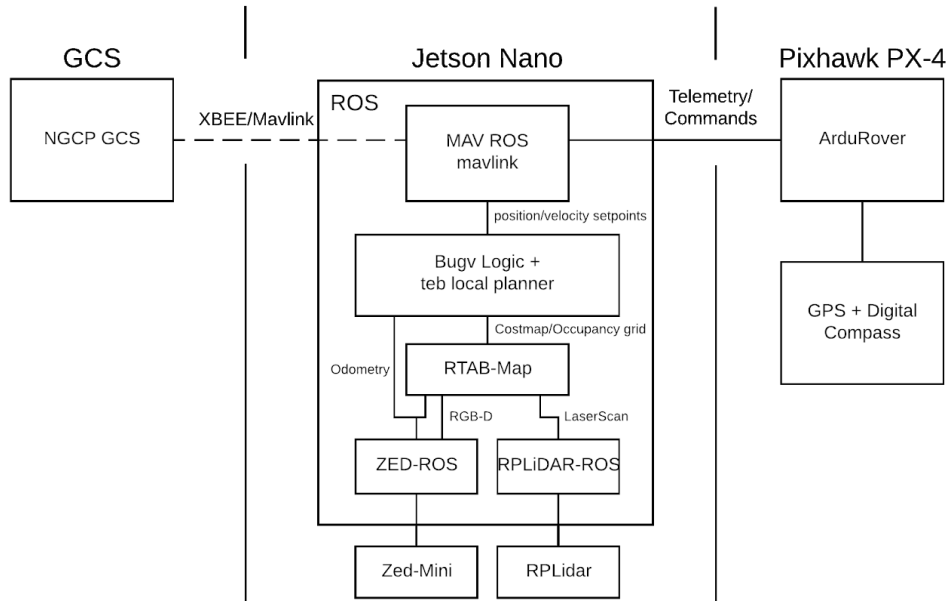 GCS
Jetson Nano
Pixhawk PX-4
NGCP GCS
XBEE/Mavlink
ROS
MAV ROS
mavlink
Telemetry/
Commands
ArduRover
position/velocity setpoints
Bugv Logic +
teb local planner
GPS + Digital
Compass
Costmap/Occupancy grid
Odometry
RTAB-Map
RGB-D
LaserScan
ZED-ROS
RPLiDAR-ROS
Zed-Mini
RPLidar